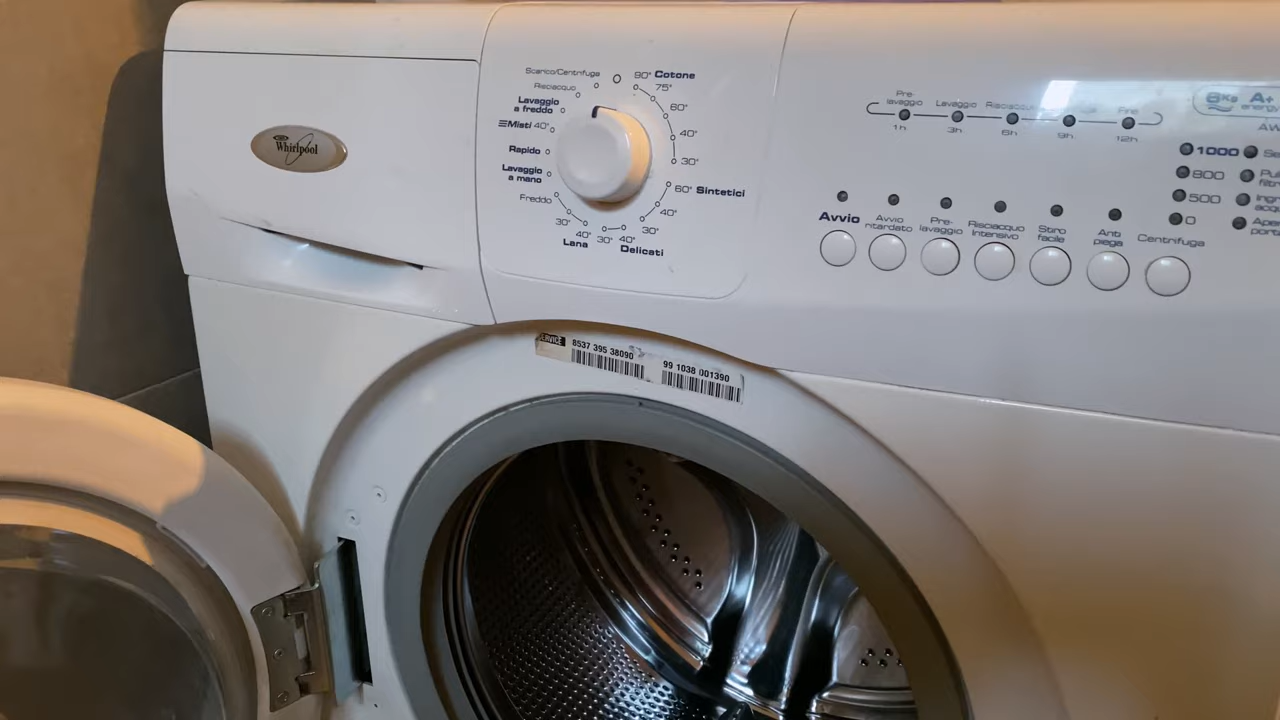 Whirlpool
Scarico/Centrifuga
Risciacquo
Lavaggio
a freddo
Misti 40°
Rapido
Lavaggio
a mano
Freddo
30°
40°
Lana
90° Cotone
75°
60°
40°
30°
60° Sintetici
40°
30°
40°
30°
Delicati
Pre-
lavaggio
Lavaggio
Risciacquo
Fine
1h
3h
6h
9h
12h
A+
energy
1000
800
500
0
Centrifuga
Avvio
Avvio
ritardato
Pre-
lavaggio
Risciacquo
Intensivo
Stiro
facile
Anti
piega
SERVICE 8537 395 38090
99 1038 001390